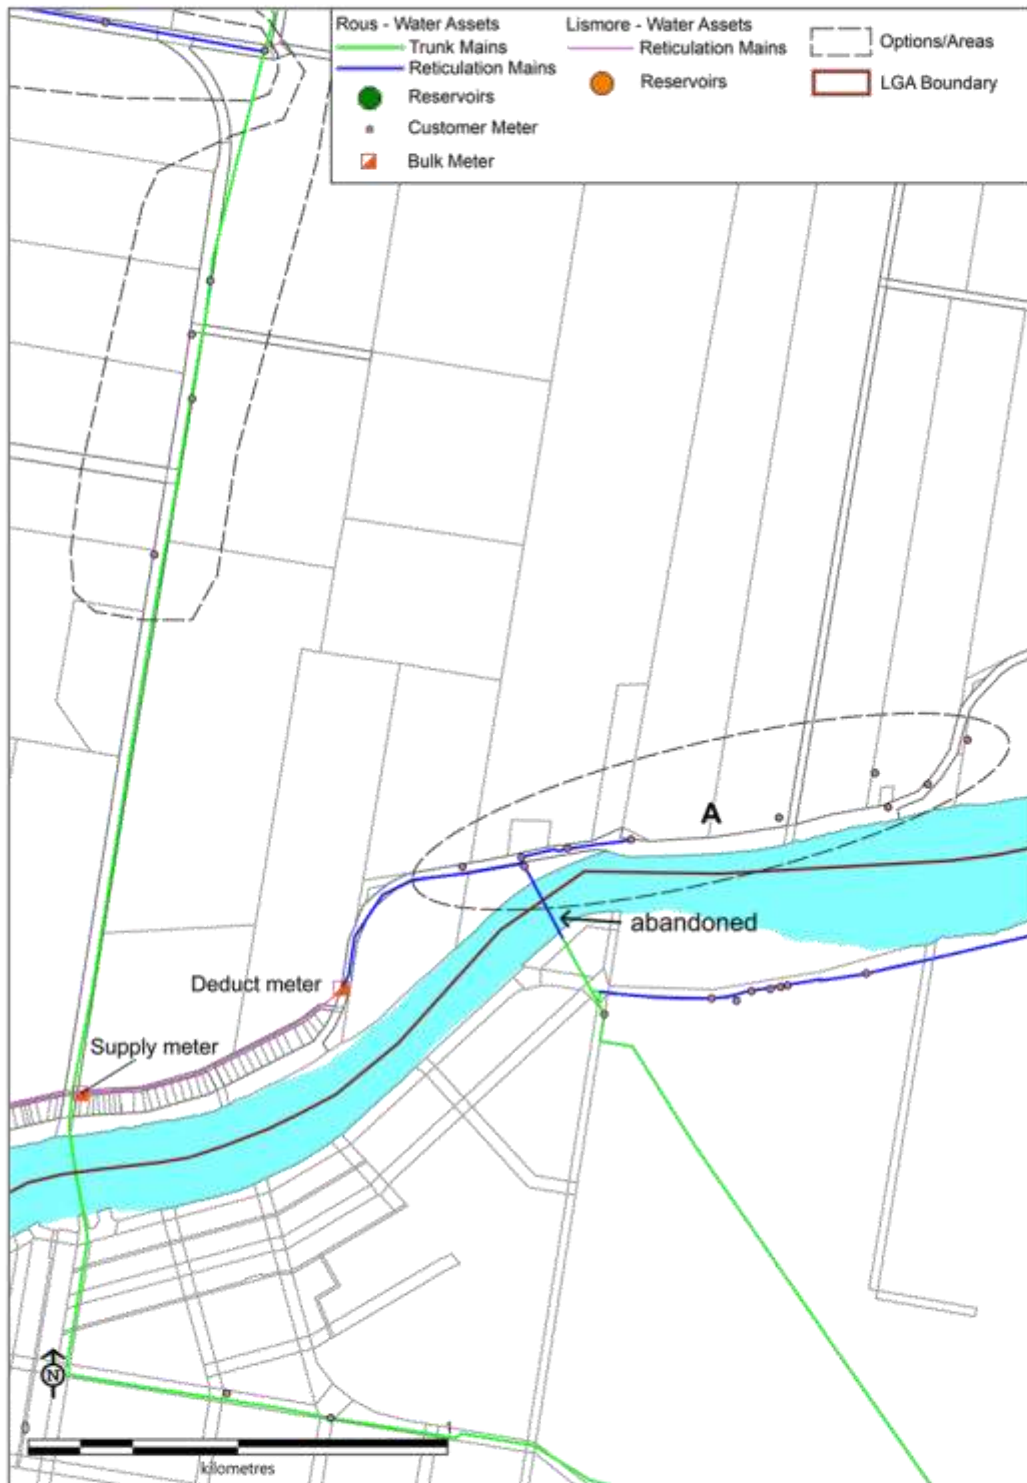 Rous - Water Assets
Trunk Mains
Reticulation Mains
Reservoirs
Customer Meter
Bulk Meter
Lismore - Water Assets
Reticulation Mains
Reservoirs
Options/Areas
LGA Boundary
A
abandoned
Deduct meter
Supply meter
N
0 1
kilometres